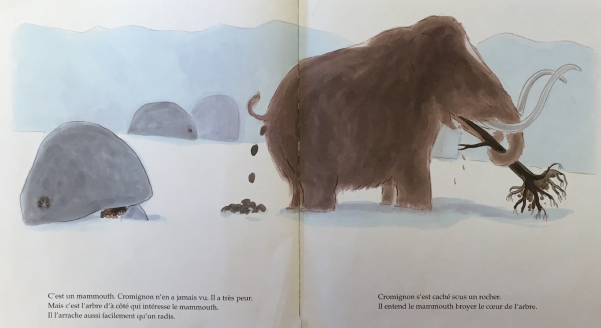 C'est un mammouth. Cromignon n'en a jamais vu. Il a très peur.
Mais c'est l'arbre d'à côté qui intéresse le mammouth.
Il l'arrache aussi facilement qu'un radis.
Cromignon s'est caché sous un rocher.
Il entend le mammouth broyer le cœur de l'arbre.